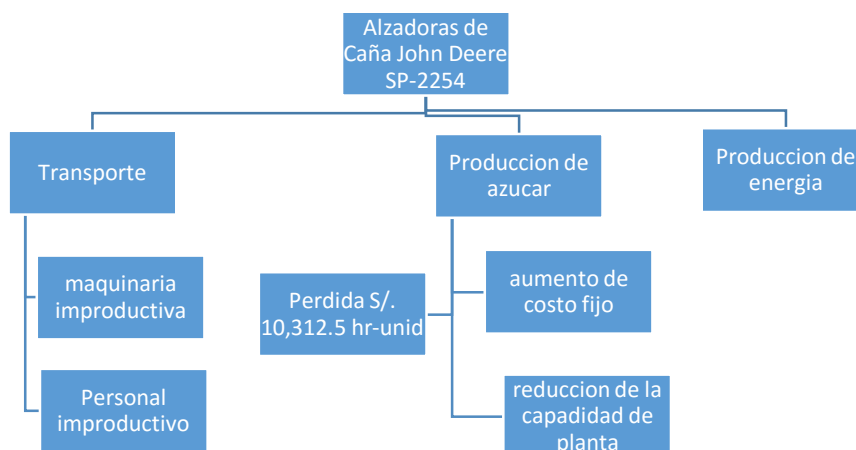 Alzadoras de
Caña John Deere
SP-2254
Transporte
Produccion de
azucar
Produccion de
energia
maquinaria
improductiva
Perdida S/.
10,312.5 hr-unid
aumento de
costo fijo
Personal
improductivo
reduccion de la
capadidad de
planta